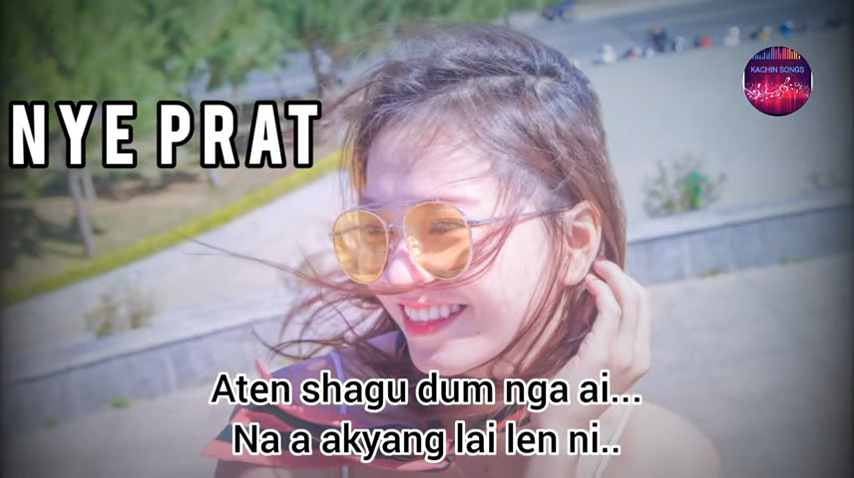 NYE PRAT
KACHIN SONGS
Aten shagu dum nga ai...
Na a akyang lai len ni..